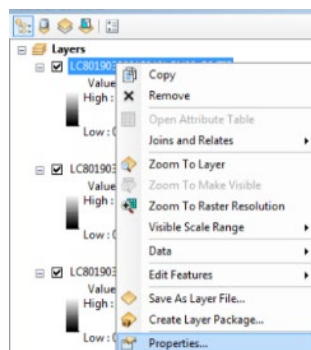 Layers
Value
High :
Low : 0
LC801903
Value
High :
Low : 0
LC801903
Value
High :
Low : 0
Copy
Remove
Open Attribute Table
Joins and Relates
Zoom To Layer
Zoom To Make Visible
Zoom To Raster Resolution
Visible Scale Range
Data
Edit Features
Save As Layer File...
Create Layer Package...
Properties...